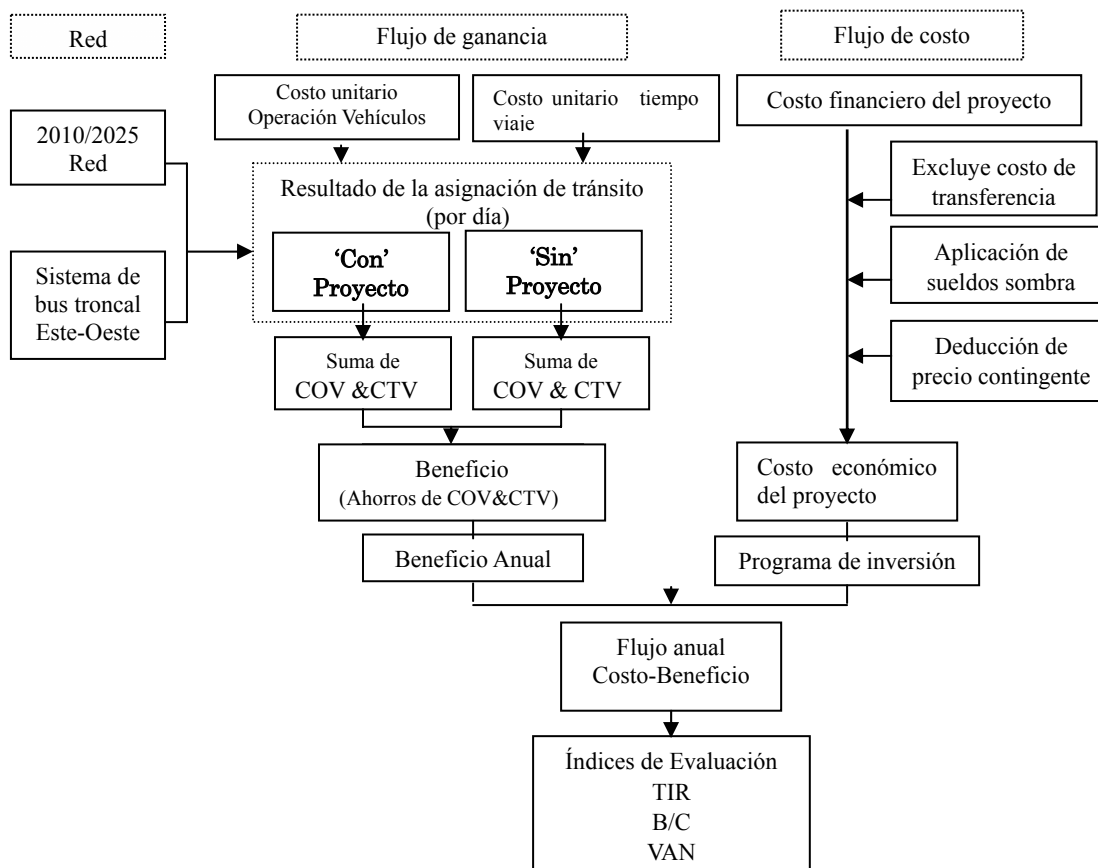 Red
Flujo de ganancia
Flujo de costo
2010/2025
Red
Sistema de
bus troncal
Este-Oeste
Costo unitario
Operación Vehículos
Costo unitario tiempo
viaje
Resultado de la asignación de tránsito
(por día)
‘Con’
Proyecto
‘Sin’
Proyecto
Suma de
COV &CTV
Suma de
COV & CTV
Beneficio
(Ahorros de COV&CTV)
Beneficio Anual
Costo financiero del proyecto
Excluye costo de
transferencia
Aplicación de
sueldos sombra
Deducción de
precio contingente
Costo económico
del proyecto
Programa de inversión
Flujo anual
Costo-Beneficio
Índices de Evaluación
TIR
B/C
VAN